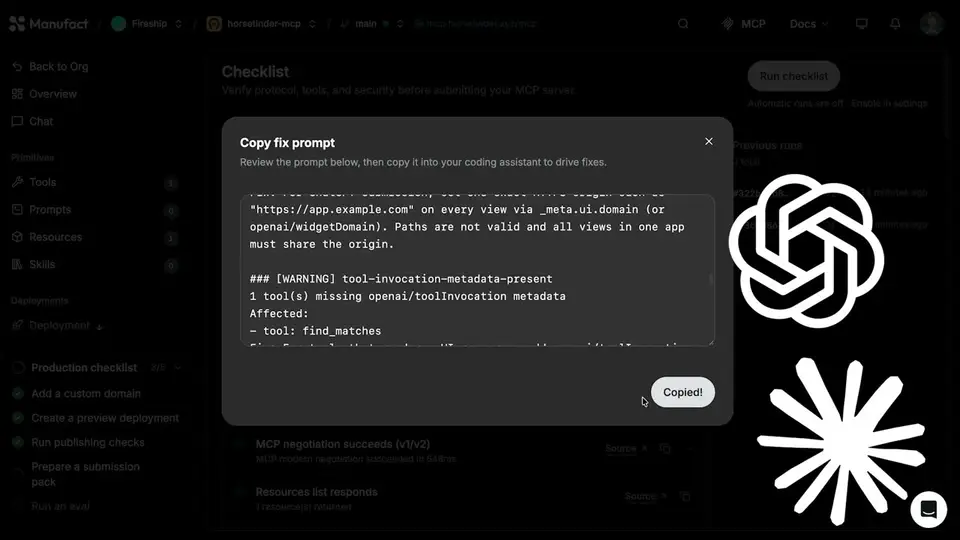 Manufact
Fireship
horsetinder-mcp
main
MCP
Docs
Back to Org
Overview
Chat
Primitives
Tools
Prompts
Resources
Skills
Deployments
Deployment
Production checklist
Add a custom domain
Create a preview deployment
Run publishing checks
Prepare a submission
pack
Run an eval
Checklist
Verify protocol, tools, and security before submitting your MCP server.
Run checklist
Automatic runs are off
Enable in settings
Previous runs
Copy fix prompt
Review the prompt below, then copy it into your coding assistant to drive fixes.
"https://app.example.com" on every view via _meta.ui.domain (or
openai/widgetDomain). Paths are not valid and all views in one app
must share the origin.
### [WARNING] tool-invocation-metadata-present
1 tool(s) missing openai/toolInvocation metadata
Affected:
- tool: find_matches
Copied!
MCP negotiation succeeds (v1/v2)
Source
Resources list responds
Source